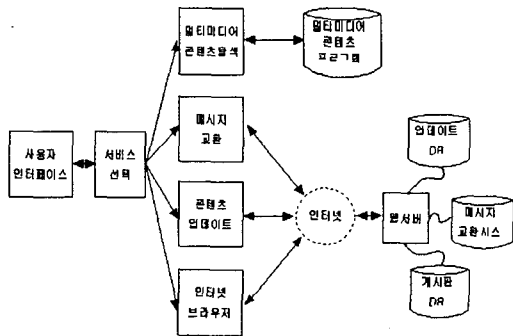 멀티미디어
콘텐츠탐색
멀티미디어
콘텐츠
프로그램
메시지
교환
업데이트
DB
사용자
인터페이스
서비스
선택
콘텐츠
업데이트
인터넷
웹서버
메시지
교환시스
인터넷
브라우저
게시판
DB